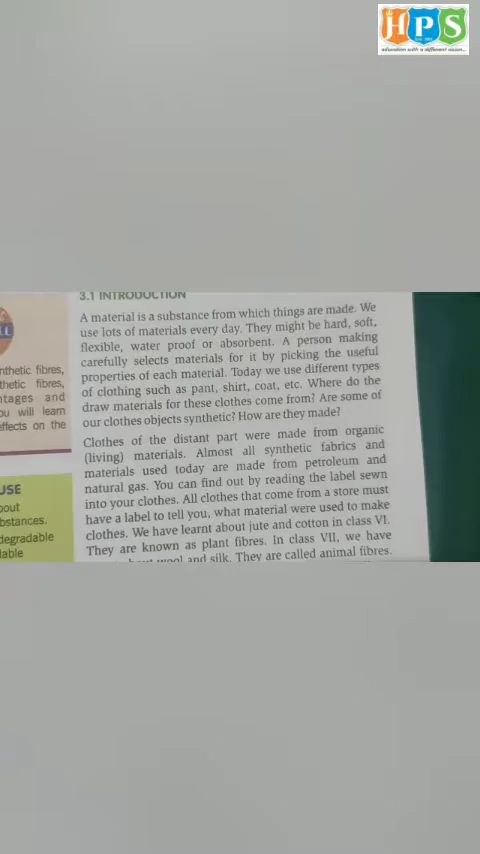 HPS
education with a different vision...
3.1 INTRODUCTION
A material is a substance from which things are made. We
use lots of materials every day. They might be hard, soft,
flexible, water proof or absorbent. A person making
carefully selects materials for it by picking the useful
properties of each material. Today we use different types
of clothing such as pant, shirt, coat, etc. Where do the
draw materials for these clothes come from? Are some of
our clothes objects synthetic? How are they made?
Clothes of the distant part were made from organic
(living) materials. Almost all synthetic fabrics and
materials used today are made from petroleum and
natural gas. You can find out by reading the label sewn
into your clothes. All clothes that come from a store must
have a label to tell you, what material were used to make
clothes. We have learnt about jute and cotton in class VI.
They are known as plant fibres. In class VII, we have
wool and silk. They are called animal fibres.
nthetic fibres,
thetic fibres,
ntages and
ou will learn
effects on the
USE
bout
bstances.
degradable
lable